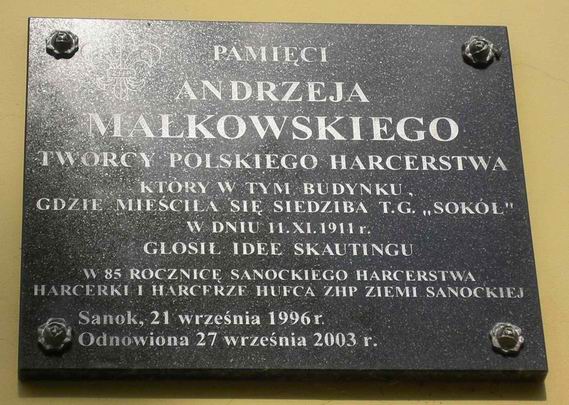 PAMIĘCI
ANDRZEJA
MAŁKOWSKIEGO
TWÓRCY POLSKIEGO HARCERSTWA
KTÓRY W TYM BUDYNKU,
GDZIE MIEŚCIŁA SIĘ SIEDZIBA T.G. „SOKÓŁ"
W DNIU 11.XI.1911 r.
GŁOSIŁ IDEĘ SKAUTINGU
W 85 ROCZNICĘ SANOCKIEGO HARCERSTWA
HARCERKI I HARCERZE HUFCA ZHP ZIEMI SANOCKIEJ
Sanok, 21 września 1996 r.
Odnowiona 27 września 2003 r.